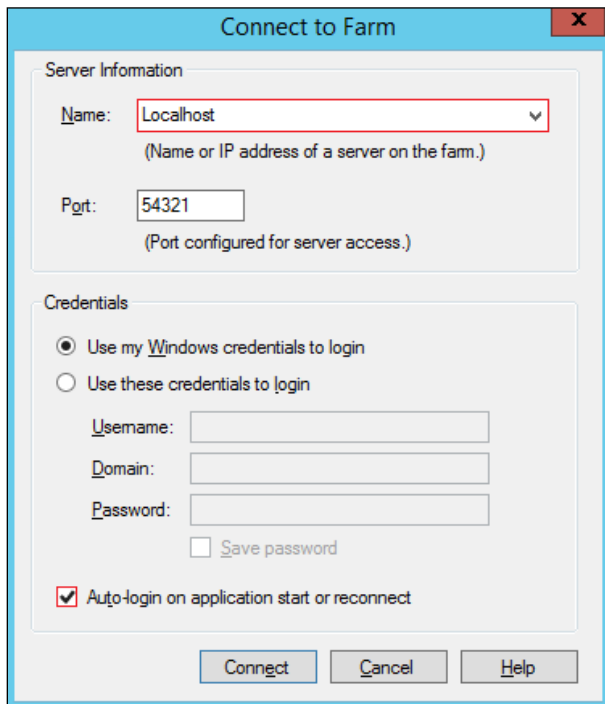 Connect to Farm
x
Server Information
Name: Localhost
(Name or IP address of a server on the farm.)
Port: 54321
(Port configured for server access.)
Credentials
Use my Windows credentials to login
Use these credentials to login
Username:
Domain:
Password:
Save password
Auto-login on application start or reconnect
Connect Cancel Help